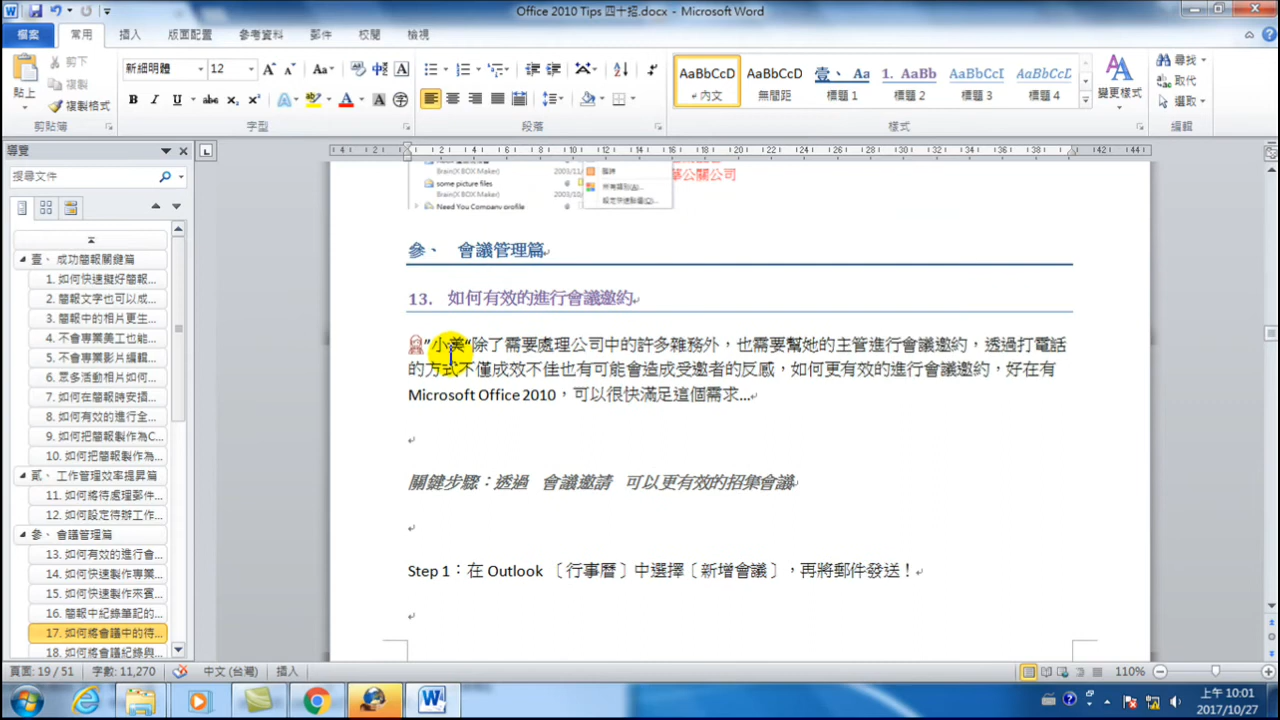 Office 2010 Tips 四十招.docx - Microsoft Word
檔案 常用 插入 版面配置 參考資料 郵件 校閱 檢視
貼上 剪下 複製 複製格式
新細明體 12
AaBbCcD AaBbCcD 壹、 Aa 1. AaBb AaBbCcI AaBbCcD
內文 無間距 標題 1 標題 2 標題 3 標題 4
變更樣式
尋找 取代 選取
剪貼簿 字型 段落 樣式 編輯
導覽
搜尋文件
壹、 成功簡報關鍵篇
1. 如何快速擬好簡報...
2. 簡報文字也可以成...
3. 簡報中的相片更生...
4. 不會專業美工也能...
5. 不會專業影片編輯...
6. 眾多活動相片如何...
7. 如何在簡報時安插...
8. 如何有效的進行全...
9. 如何把簡報製作為C...
10. 如何把簡報製作為...
貳、 工作管理效率提昇篇
11. 如何將待處理郵件...
12. 如何設定待辦工作...
參、 會議管理篇
13. 如何有效的進行會...
14. 如何快速製作專業...
15. 如何快速製作來賓...
16. 簡報中紀錄筆記的...
17. 如何將會議中的待...
18. 如何將會議紀錄與...
Brain(X BOX Maker)
some picture files
Brain(X BOX Maker)
Need You Company profile
華公關公司
參、 會議管理篇
13. 如何有效的進行會議邀約
"小美"除了需要處理公司中的許多雜務外，也需要幫她的主管進行會議邀約，透過打電話
的方式不僅成效不佳也有可能會造成受邀者的反感，如何更有效的進行會議邀約，好在有
Microsoft Office 2010，可以很快滿足這個需求...
關鍵步驟：透過 會議邀請 可以更有效的招集會議
Step 1：在 Outlook 〔行事曆〕中選擇〔新增會議〕，再將郵件發送！
頁面: 19 / 51 字數: 11,270 中文 (台灣) 插入 110%
上午 10:01
2017/10/27